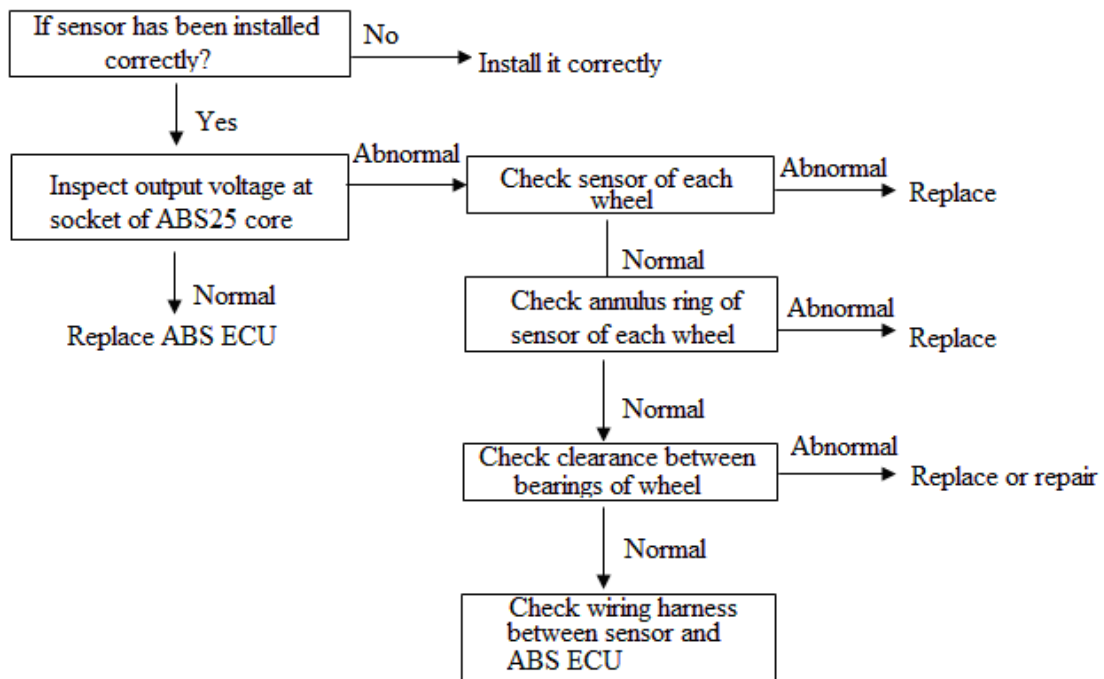 If sensor has been installed
correctly?
No
Install it correctly
Yes
Inspect output voltage at
socket of ABS25 core
Abnormal
Check sensor of each
wheel
Abnormal
Replace
Normal
Replace ABS ECU
Normal
Check annulus ring of
sensor of each wheel
Abnormal
Replace
Normal
Check clearance between
bearings of wheel
Abnormal
Replace or repair
Normal
Check wiring harness
between sensor and
ABS ECU